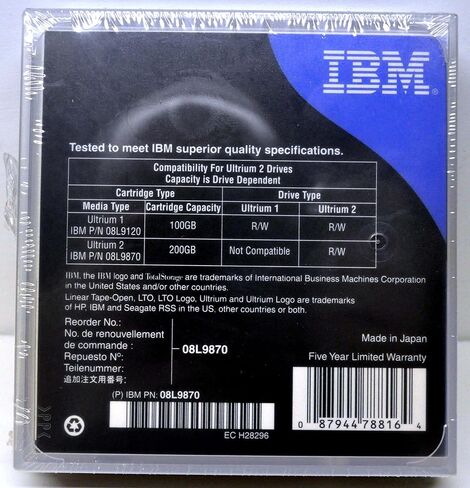 IBM®
Tested to meet IBM superior quality specifications.
Compatibility For Ultrium 2 Drives
Capacity is Drive Dependent
Cartridge Type Drive Type
Media Type Cartridge Capacity Ultrium 1 Ultrium 2
Ultrium 1
IBM P/N 08L9120 100GB R/W R/W
Ultrium 2
IBM P/N 08L9870 200GB Not Compatible R/W
IBM, the IBM logo and TotalStorage are trademarks of International Business Machines Corporation
in the United States and/or other countries.
Linear Tape-Open, LTO, LTO Logo, Ultrium and Ultrium Logo are trademarks
of HP, IBM and Seagate RSS in the US, other countries or both.
Reorder No.:
No. de renouvellement
de commande :
Repuesto Nº:
Teilenummer:
追加注文用番号:
08L9870
Made in Japan
Five Year Limited Warranty
(P) IBM PN: 08L9870
EC H28296
0 87944 78816 4
>PP<